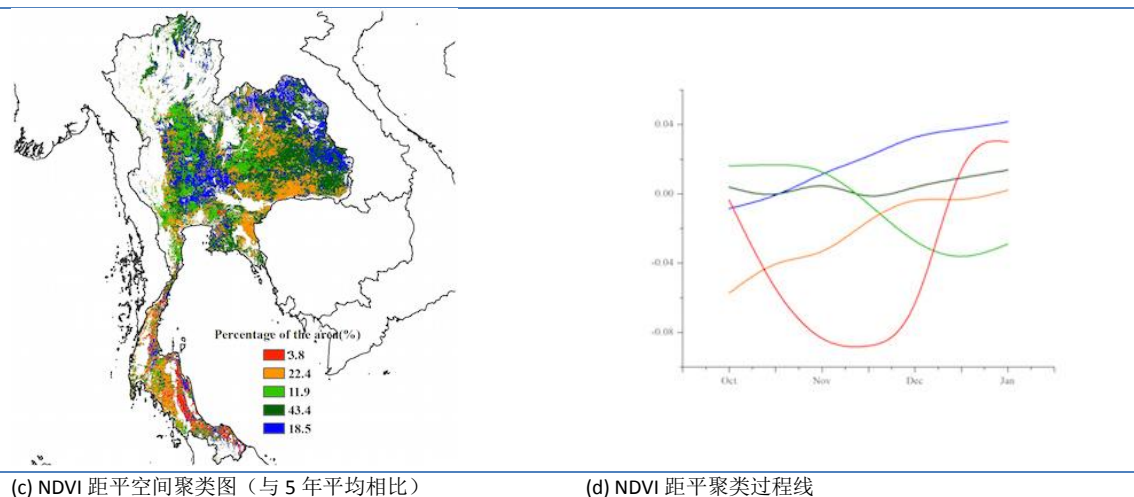 Percentage of the area(%)
3.8
22.4
11.9
43.4
18.5
0.04
0.00
-0.04
-0.08
Oct
Nov
Dec
Jan
(c) NDVI 距平空间聚类图（与 5 年平均相比）
(d) NDVI 距平聚类过程线